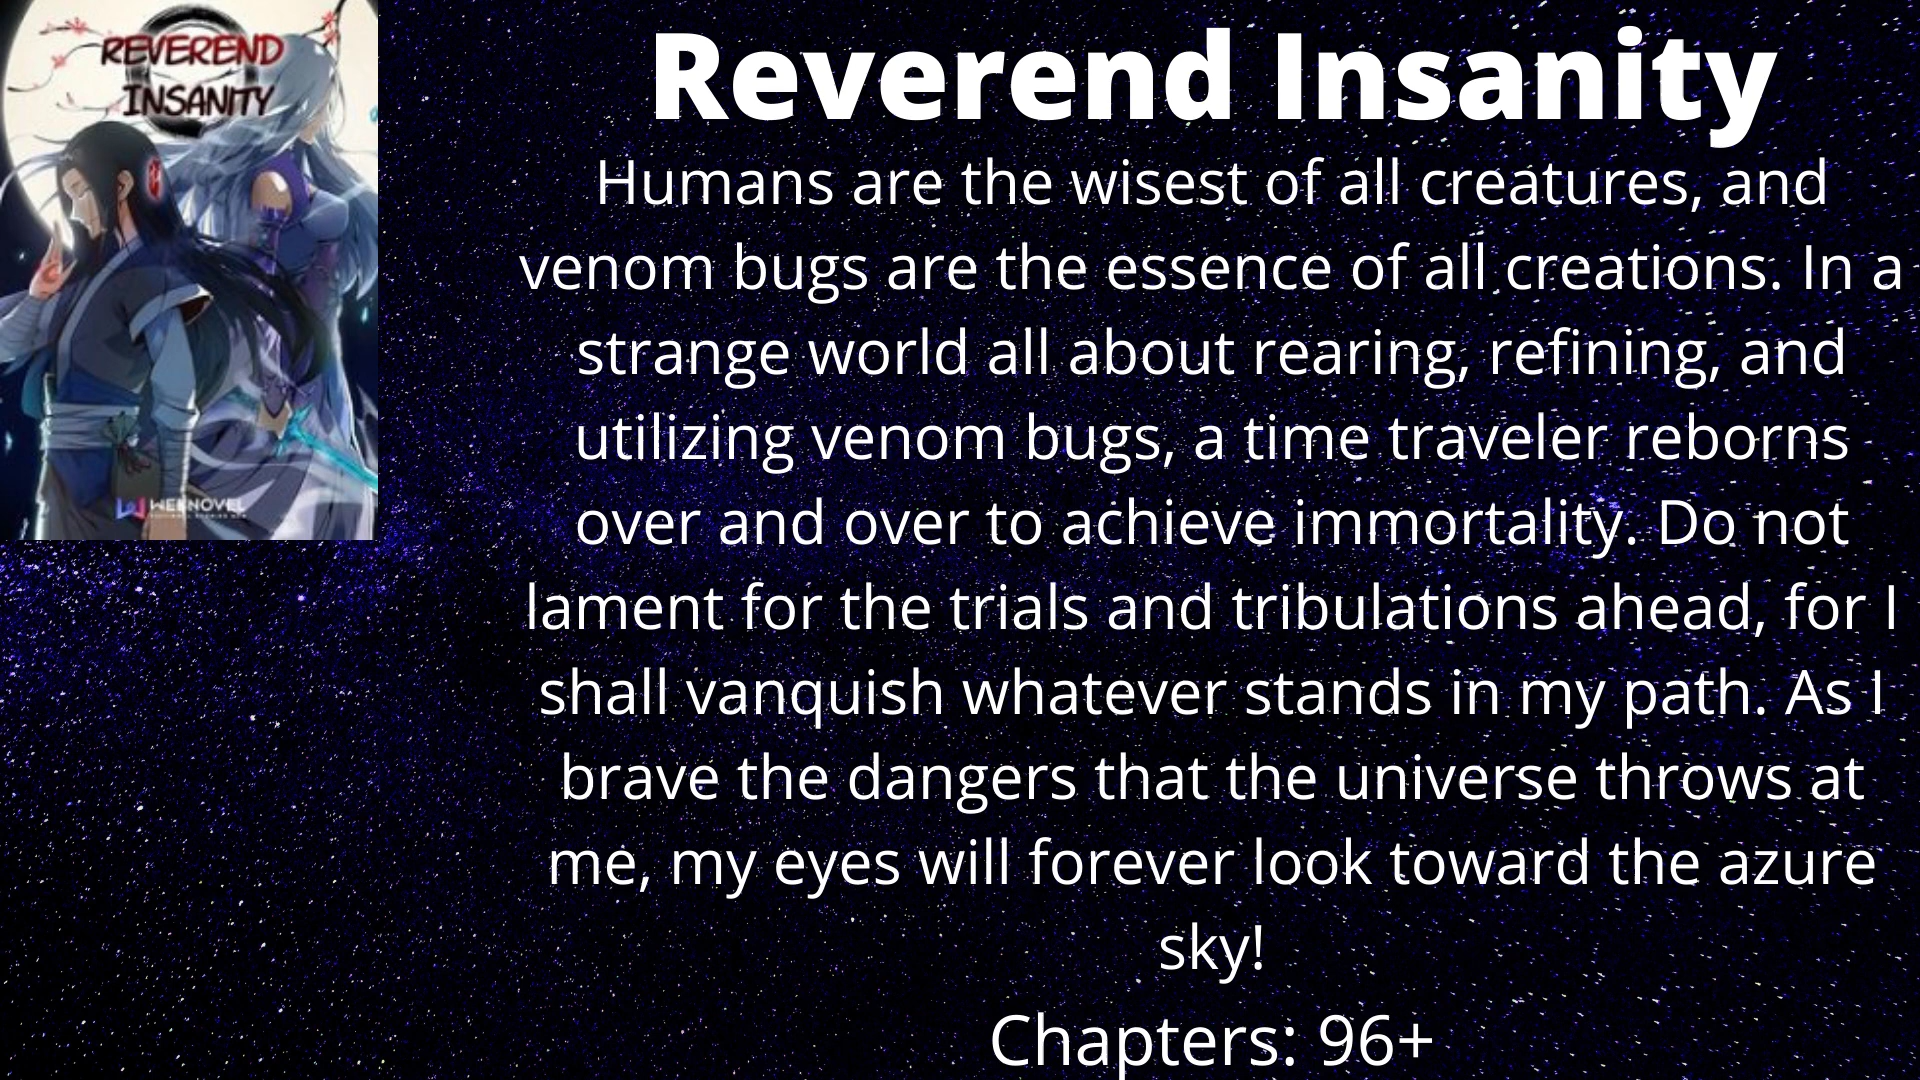 REVEREND
INSANITY
WEBNOVEL
Reverend Insanity
Humans are the wisest of all creatures, and
venom bugs are the essence of all creations. In a
strange world all about rearing, refining, and
utilizing venom bugs, a time traveler reborns
over and over to achieve immortality. Do not
lament for the trials and tribulations ahead, for I
shall vanquish whatever stands in my path. As I
brave the dangers that the universe throws at
me, my eyes will forever look toward the azure
sky!
Chapters: 96+